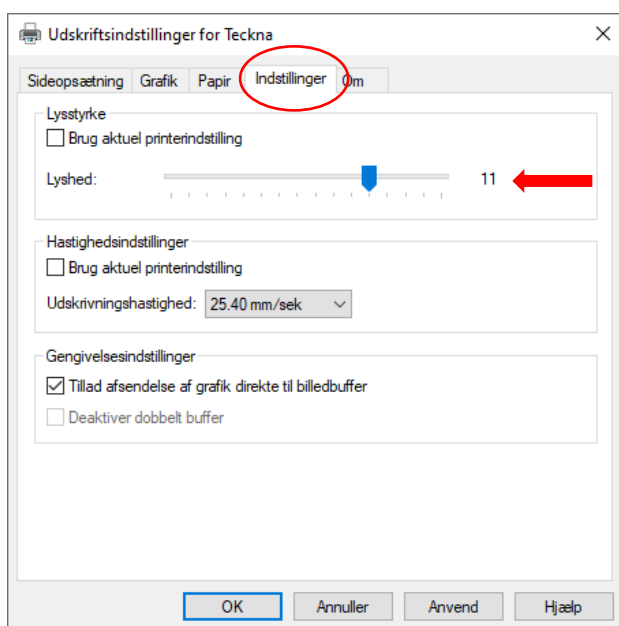 Udskriftsindstillinger for Teckna
Sideopsætning Grafik Papir Indstillinger Om
Lysstyrke
Brug aktuel printerindstilling
Lyshed: 11
Hastighedsindstillinger
Brug aktuel printerindstilling
Udskrivningshastighed: 25.40 mm/sek
Gengivelsesindstillinger
Tillad afsendelse af grafik direkte til billedbuffer
Deaktiver dobbelt buffer
OK Annuller Anvend Hjælp